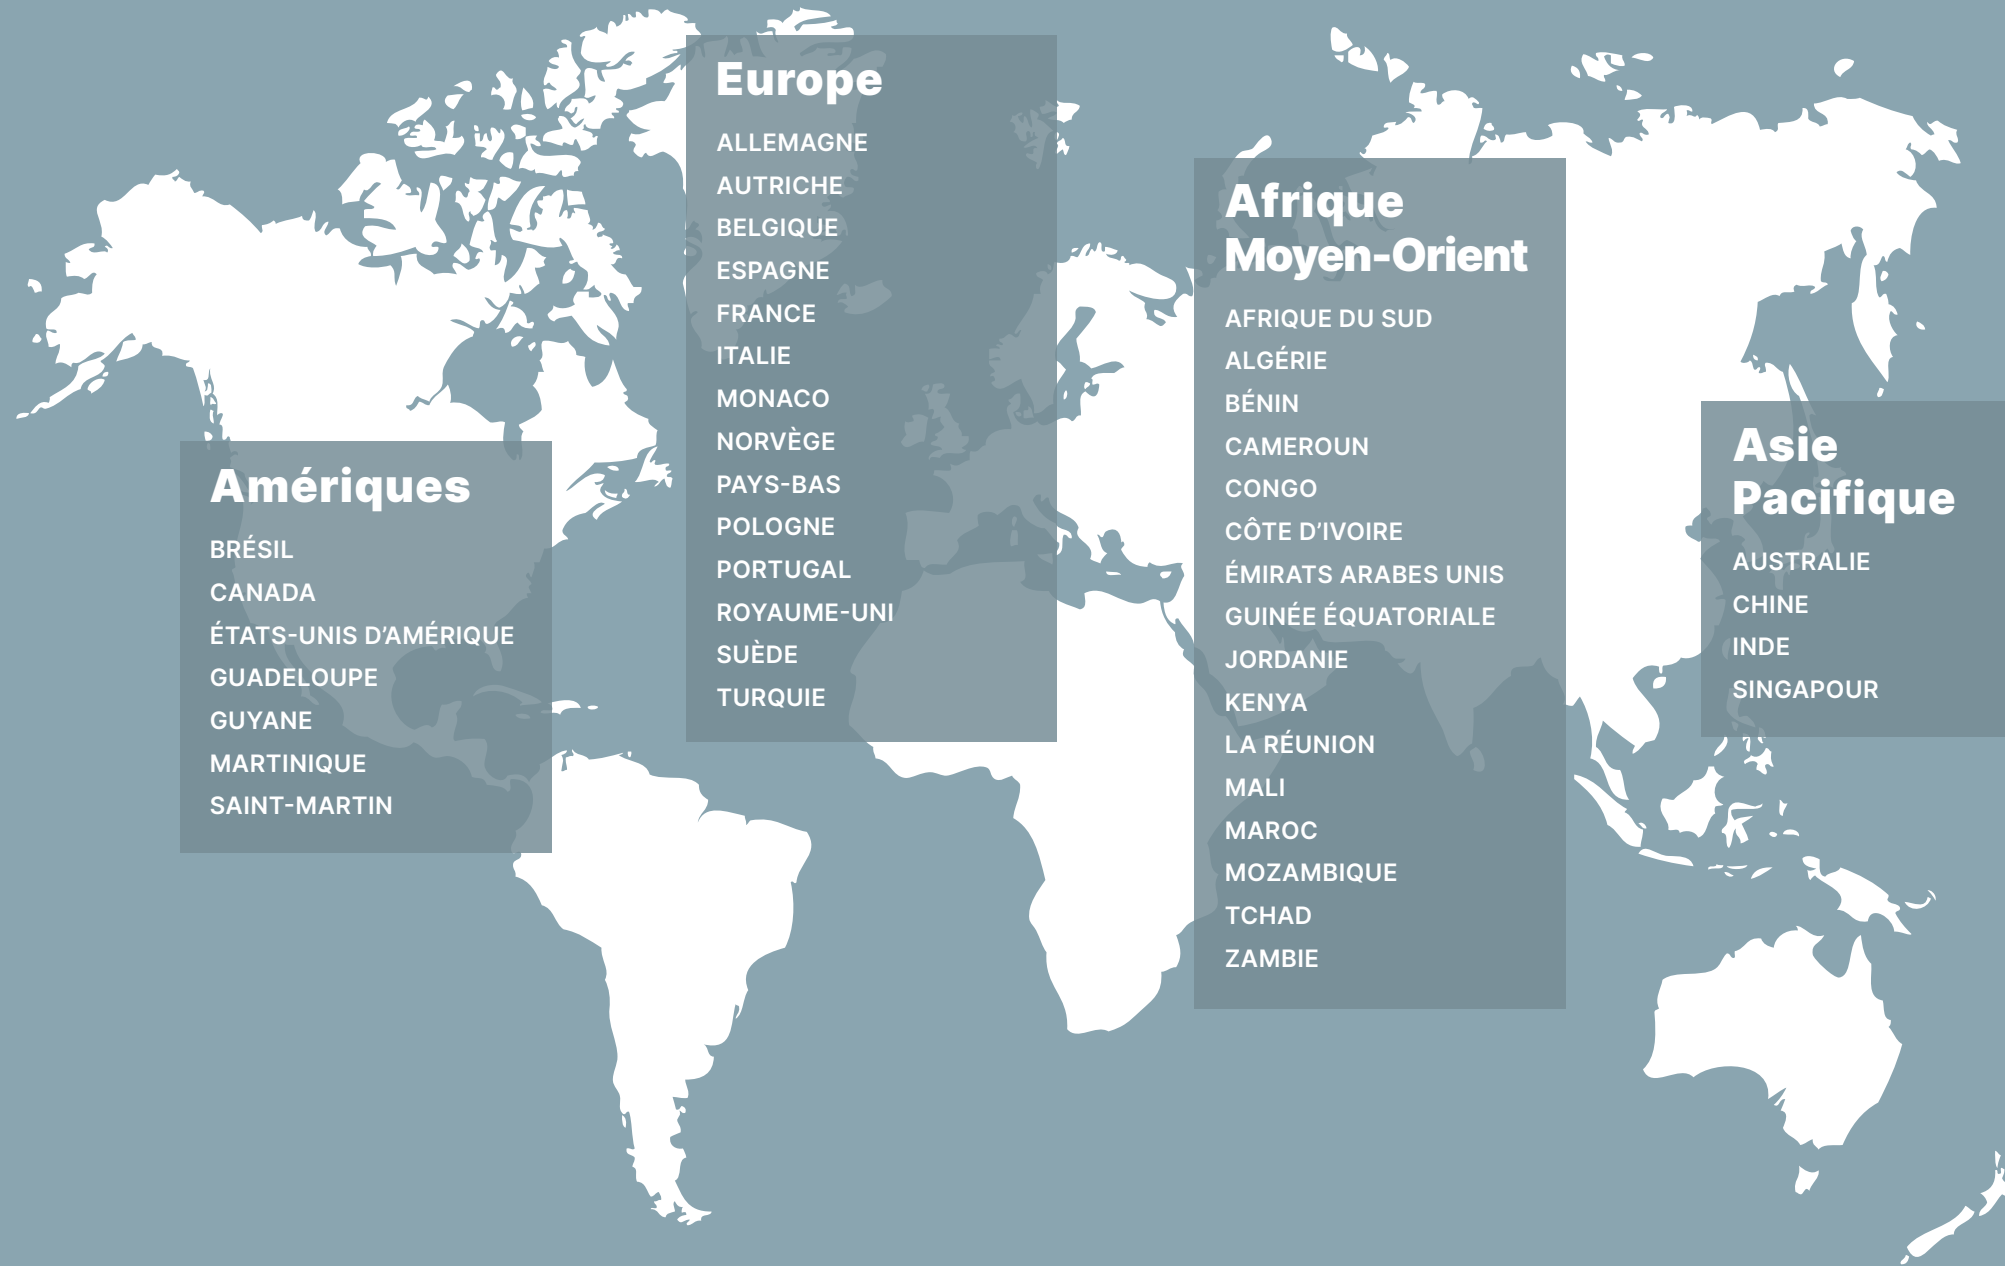 Europe
ALLEMAGNE
AUTRICHE
BELGIQUE
ESPAGNE
FRANCE
ITALIE
MONACO
NORVÈGE
PAYS-BAS
POLOGNE
PORTUGAL
ROYAUME-UNI
SUÈDE
TURQUIE
Afrique
Moyen-Orient
AFRIQUE DU SUD
ALGÉRIE
BÉNIN
CAMEROUN
CONGO
CÔTE D’IVOIRE
ÉMIRATS ARABES UNIS
GUINÉE ÉQUATORIALE
JORDANIE
KENYA
LA RÉUNION
MALI
MAROC
MOZAMBIQUE
TCHAD
ZAMBIE
Asie
Pacifique
AUSTRALIE
CHINE
INDE
SINGAPOUR
Amériques
BRÉSIL
CANADA
ÉTATS-UNIS D’AMÉRIQUE
GUADELOUPE
GUYANE
MARTINIQUE
SAINT-MARTIN